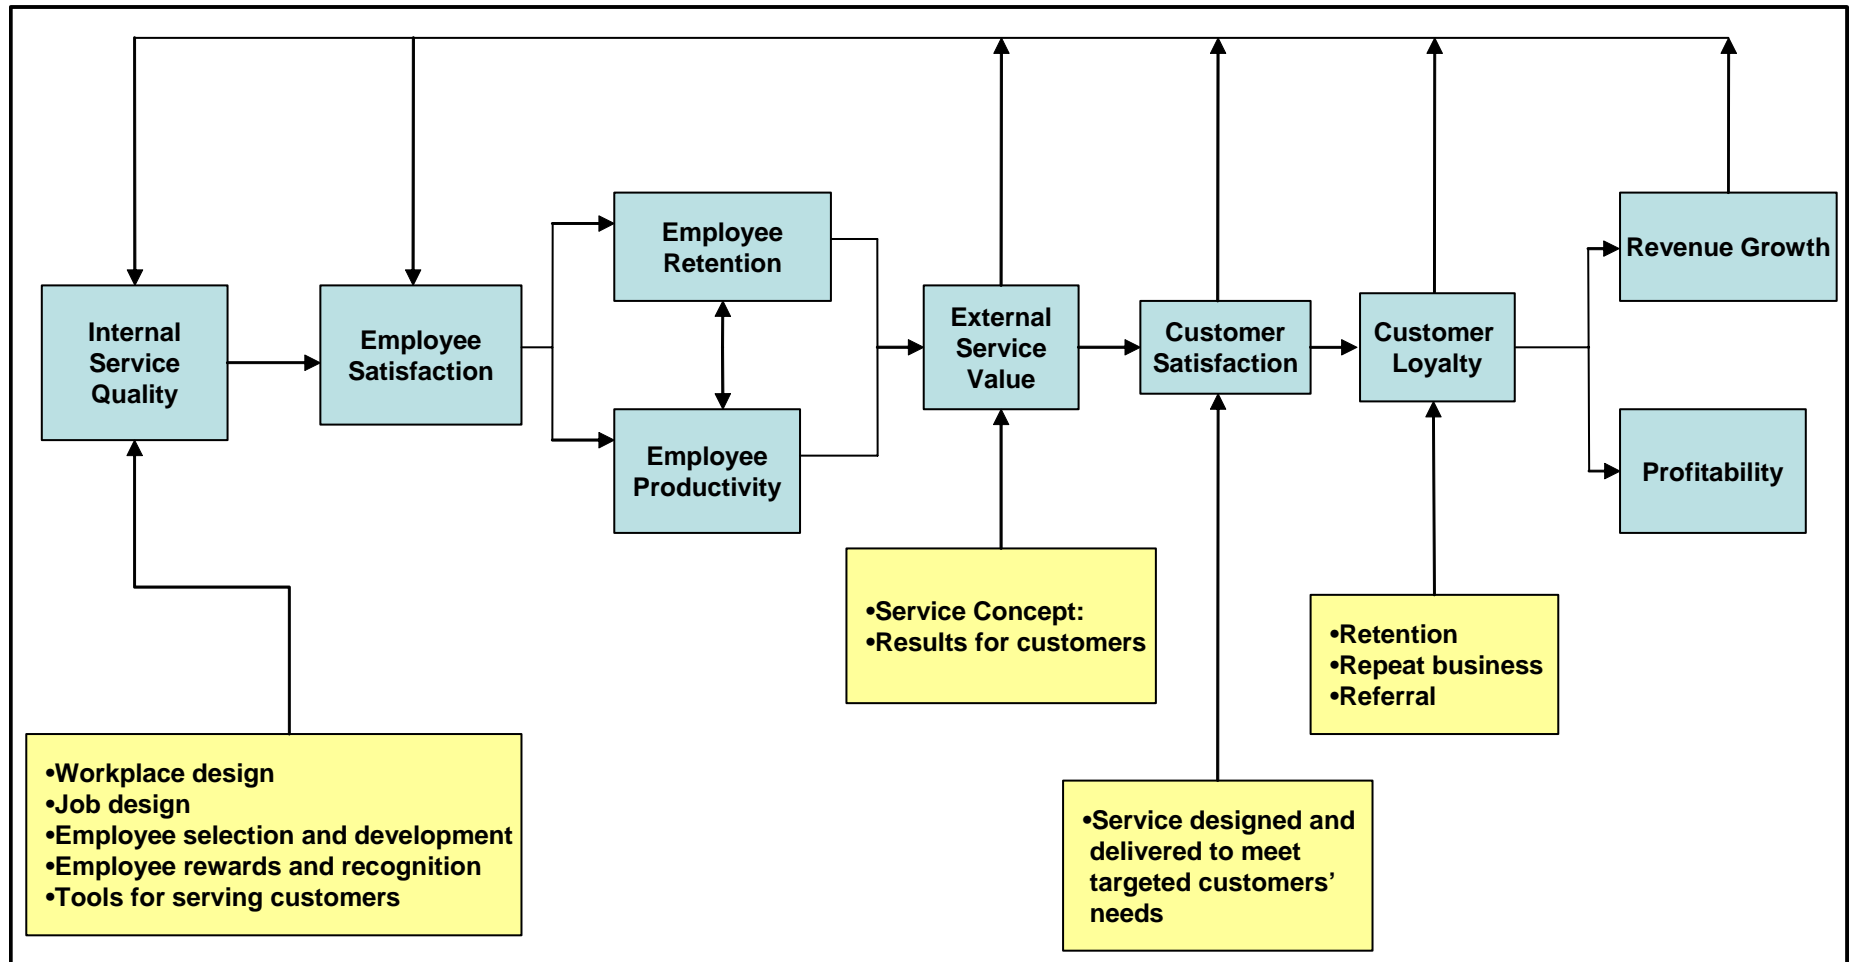 Internal
Service
Quality
Employee
Satisfaction
Employee
Retention
Employee
Productivity
External
Service
Value
Customer
Satisfaction
Customer
Loyalty
Revenue Growth
Profitability
•Workplace design
•Job design
•Employee selection and development
•Employee rewards and recognition
•Tools for serving customers
•Service Concept:
•Results for customers
•Service designed and
delivered to meet
targeted customers’
needs
•Retention
•Repeat business
•Referral